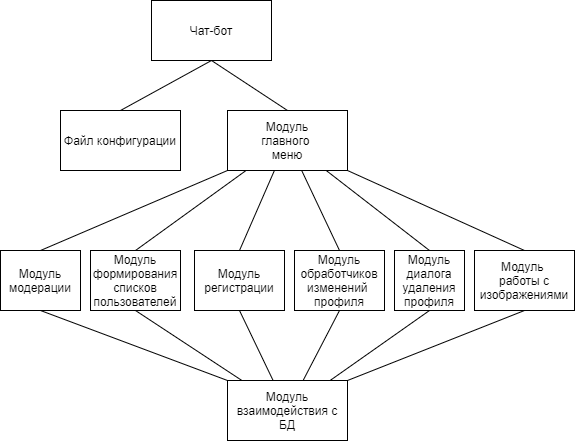 Чат-бот
Файл конфигурации
Модуль
главного
меню
Модуль
модерации
Модуль
формирования
списков
пользователей
Модуль
регистрации
Модуль
обработчиков
изменений
профиля
Модуль
диалога
удаления
профиля
Модуль
работы с
изображениями
Модуль
взаимодействия с
БД